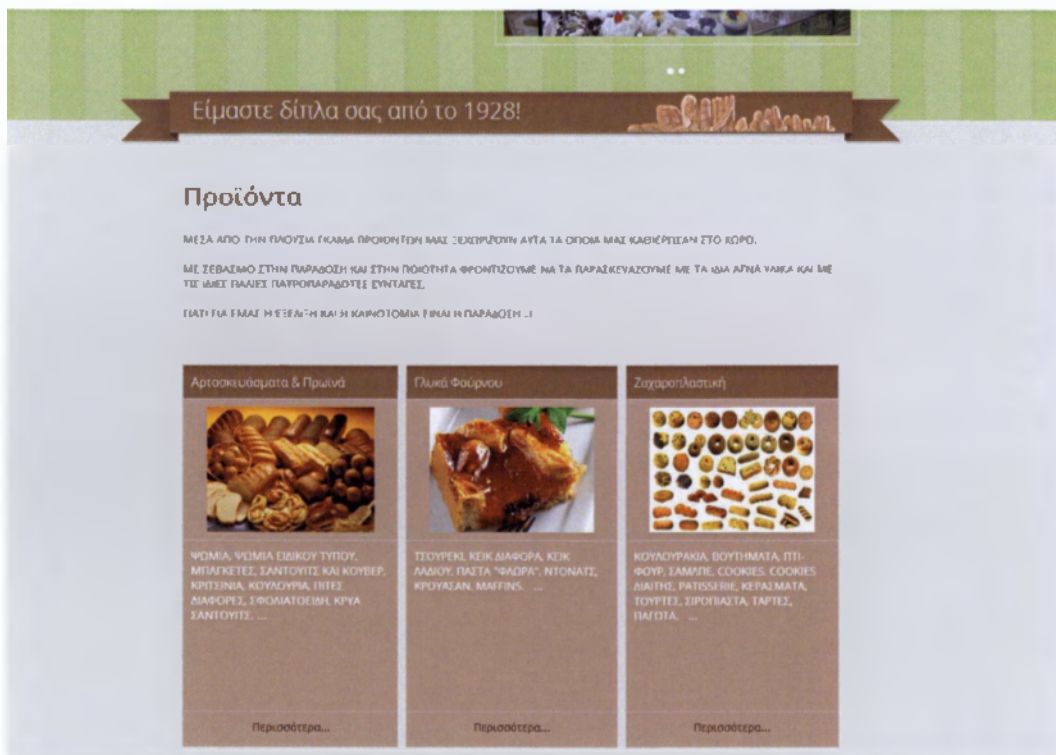 Είμαστε δίπλα σας από το 1928!
Προϊόντα
ΜΕΣΑ ΑΠΟ ΤΗΝ ΠΛΟΥΣΙΑ ΓΚΑΜΑ ΠΡΟΙΟΝΤΩΝ ΜΑΣ ΞΕΧΩΡΙΖΟΥΝ ΑΥΤΑ ΤΑ ΟΠΟΙΑ ΜΑΣ ΚΑΘΙΕΡΩΣΑΝ ΣΤΟ ΧΩΡΟ.
ΜΕ ΣΕΒΑΣΜΟ ΣΤΗΝ ΠΑΡΑΔΟΣΗ ΚΑΙ ΣΤΗΝ ΠΟΙΟΤΗΤΑ ΦΡΟΝΤΙΖΟΥΜΕ ΝΑ ΤΑ ΠΑΡΑΣΚΕΥΑΖΟΥΜΕ ΜΕ ΤΑ ΙΔΙΑ ΑΓΝΑ ΥΛΙΚΑ ΚΑΙ ΜΕ
ΤΙΣ ΙΔΙΕΣ ΠΑΛΙΕΣ ΠΑΤΡΟΠΑΡΑΔΟΤΕΣ ΣΥΝΤΑΓΕΣ.
ΓΙΑΤΙ ΓΙΑ ΕΜΑΣ Η ΕΞΕΛΙΞΗ ΚΑΙ Η ΚΑΙΝΟΤΟΜΙΑ ΕΙΝΑΙ Η ΠΑΡΑΔΟΣΗ ..!
Αρτοσκευάσματα & Πρωϊνά
ΨΩΜΙΑ, ΨΩΜΙΑ ΕΙΔΙΚΟΥ ΤΥΠΟΥ,
ΜΠΑΓΚΕΤΕΣ, ΣΑΝΤΟΥΙΤΣ ΚΑΙ ΚΟΥΒΕΡ,
ΚΡΙΤΣΙΝΙΑ, ΚΟΥΛΟΥΡΙΑ, ΠΙΤΕΣ
ΔΙΑΦΟΡΕΣ, ΣΦΟΛΙΑΤΟΕΙΔΗ, ΚΡΥΑ
ΣΑΝΤΟΥΙΤΣ, ...
Περισσότερα...
Γλυκά Φούρνου
ΤΣΟΥΡΕΚΙ, ΚΕΙΚ ΔΙΑΦΟΡΑ, ΚΕΙΚ
ΛΑΔΙΟΥ, ΠΑΣΤΑ "ΦΛΩΡΑ", ΝΤΟΝΑΤΣ,
ΚΡΟΥΑΣΑΝ, MAFFINS, ...
Περισσότερα...
Ζαχαροπλαστική
ΚΟΥΛΟΥΡΑΚΙΑ, ΒΟΥΤΗΜΑΤΑ, ΠΤΙ-
ΦΟΥΡ, ΣΑΜΛΠΕ, COOKIES, COOKIES
ΔΙΑΙΤΗΣ, PATISSERIE, ΚΕΡΑΣΜΑΤΑ,
ΤΟΥΡΤΕΣ, ΣΙΡΟΠΙΑΣΤΑ, ΤΑΡΤΕΣ,
ΠΑΓΩΤΑ, ...
Περισσότερα...